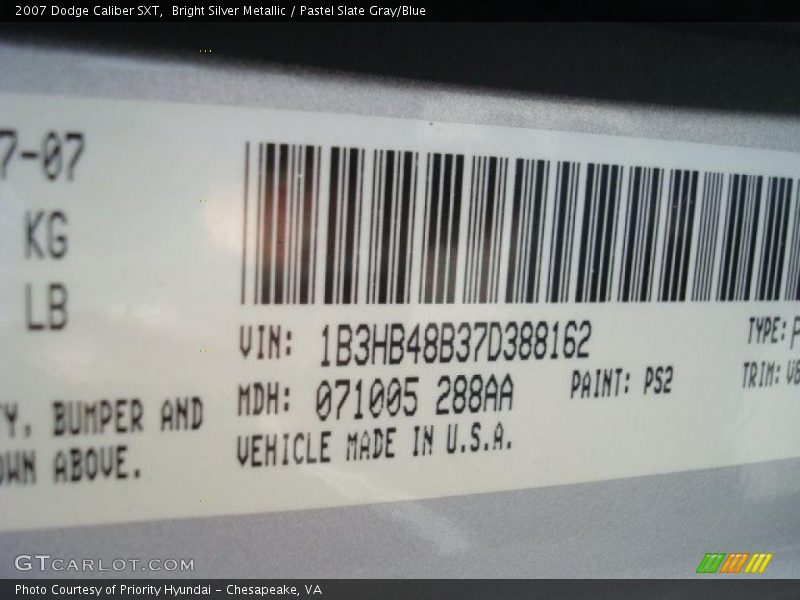 2007 Dodge Caliber SXT,  Bright Silver Metallic / Pastel Slate Gray/Blue
7-07
KG
LB
VIN: 1B3HB48B37D388162
TYPE:
MDH: 071005 288AA
PAINT: PS2
TRIM:
BUMPER AND
VEHICLE MADE IN U.S.A.
ABOVE.
GTCARLOT.COM
Photo Courtesy of Priority Hyundai - Chesapeake, VA